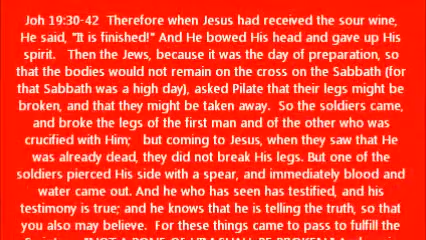 Joh 19:30-42  Therefore when Jesus had received the sour wine,
He said, "It is finished!" And He bowed His head and gave up His
spirit.   Then the Jews, because it was the day of preparation, so
that the bodies would not remain on the cross on the Sabbath (for
that Sabbath was a high day), asked Pilate that their legs might be
broken, and that they might be taken away.  So the soldiers came,
and broke the legs of the first man and of the other who was
crucified with Him;   but coming to Jesus, when they saw that He
was already dead, they did not break His legs. But one of the
soldiers pierced His side with a spear, and immediately blood and
water came out. And he who has seen has testified, and his
testimony is true; and he knows that he is telling the truth, so that
you also may believe.  For these things came to pass to fulfill the